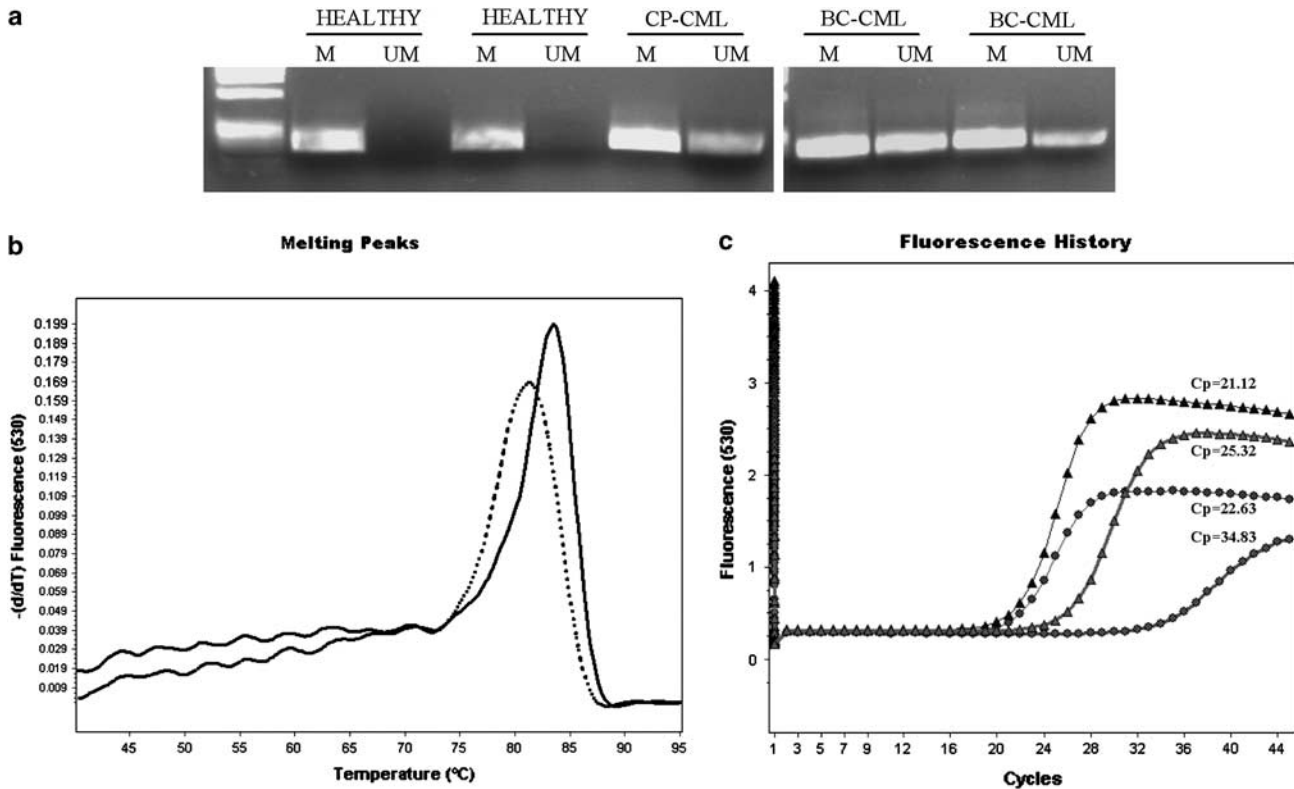 a
HEALTHY HEALTHY CP-CML BC-CML BC-CML
M UM M UM M UM M UM M UM
b
Melting Peaks
-(d/dT) Fluorescence (530)
0.199
0.189
0.179
0.169
0.159
0.149
0.139
0.129
0.119
0.109
0.099
0.089
0.079
0.069
0.059
0.049
0.039
0.029
0.019
0.009
45 50 55 60 65 70 75 80 85 90 95
Temperature (ºC)
c
Fluorescence History
Fluorescence (530)
4
3
2
1
0
Cp=21.12
Cp=25.32
Cp=22.63
Cp=34.83
1 3 5 7 9 12 16 20 24 28 32 36 40 44
Cycles